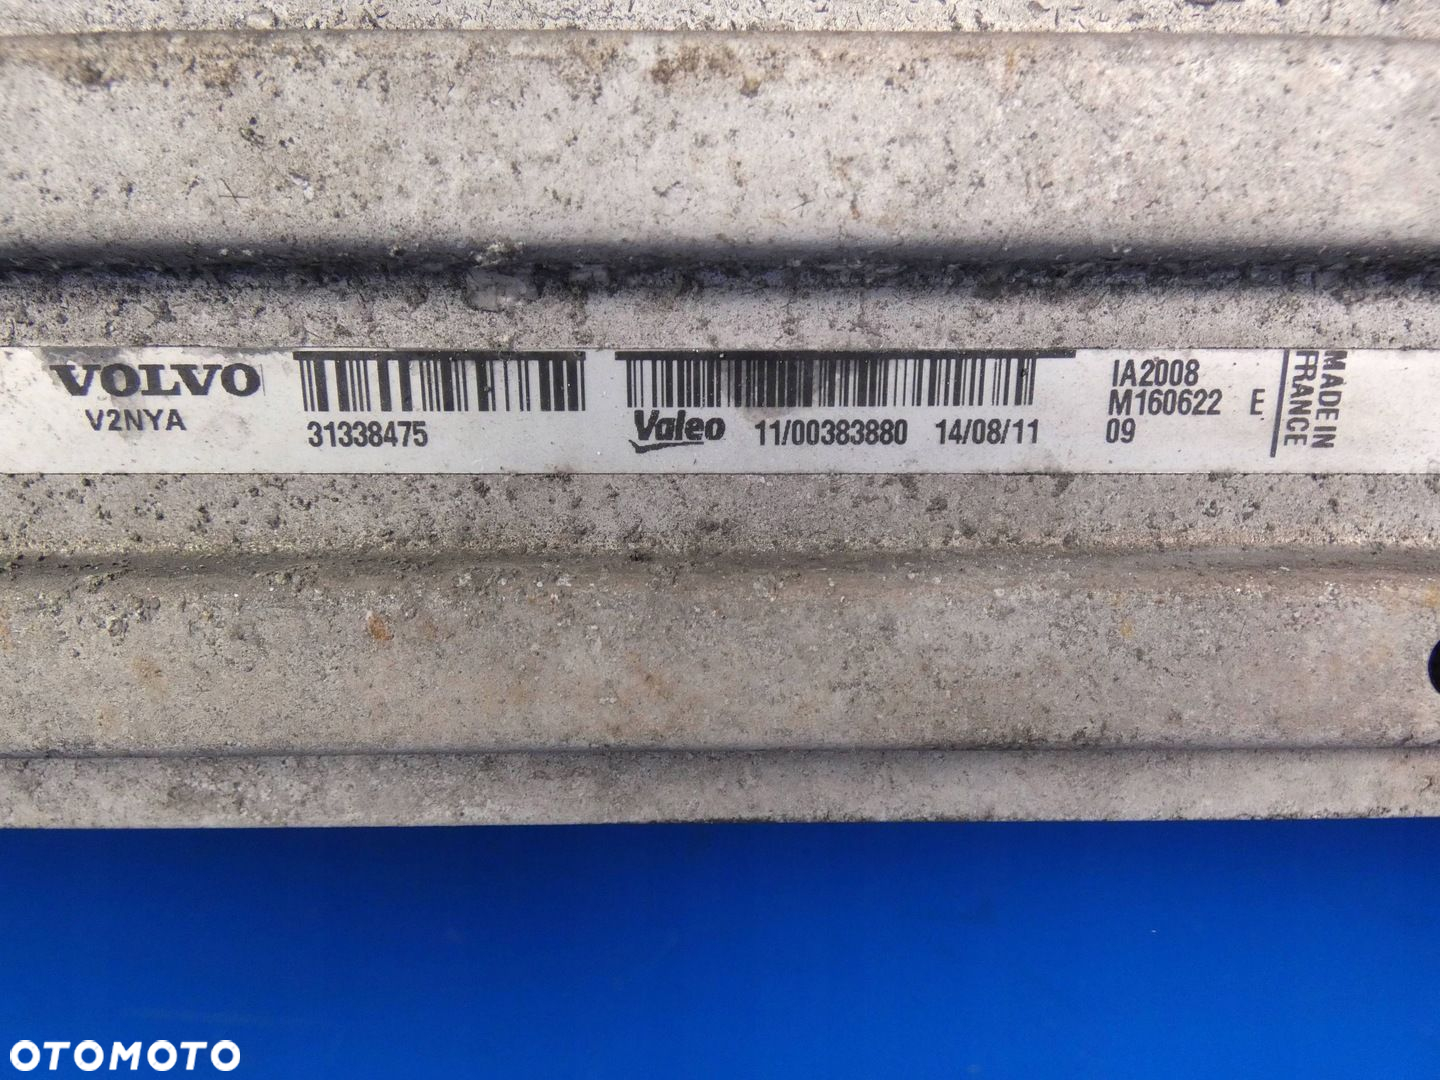 VOLVO
V2NYA
31338475
Valeo 11/00383880 14/08/11
IA2008
M160622 E
09
MADE IN
FRANCE
OTOMOTO